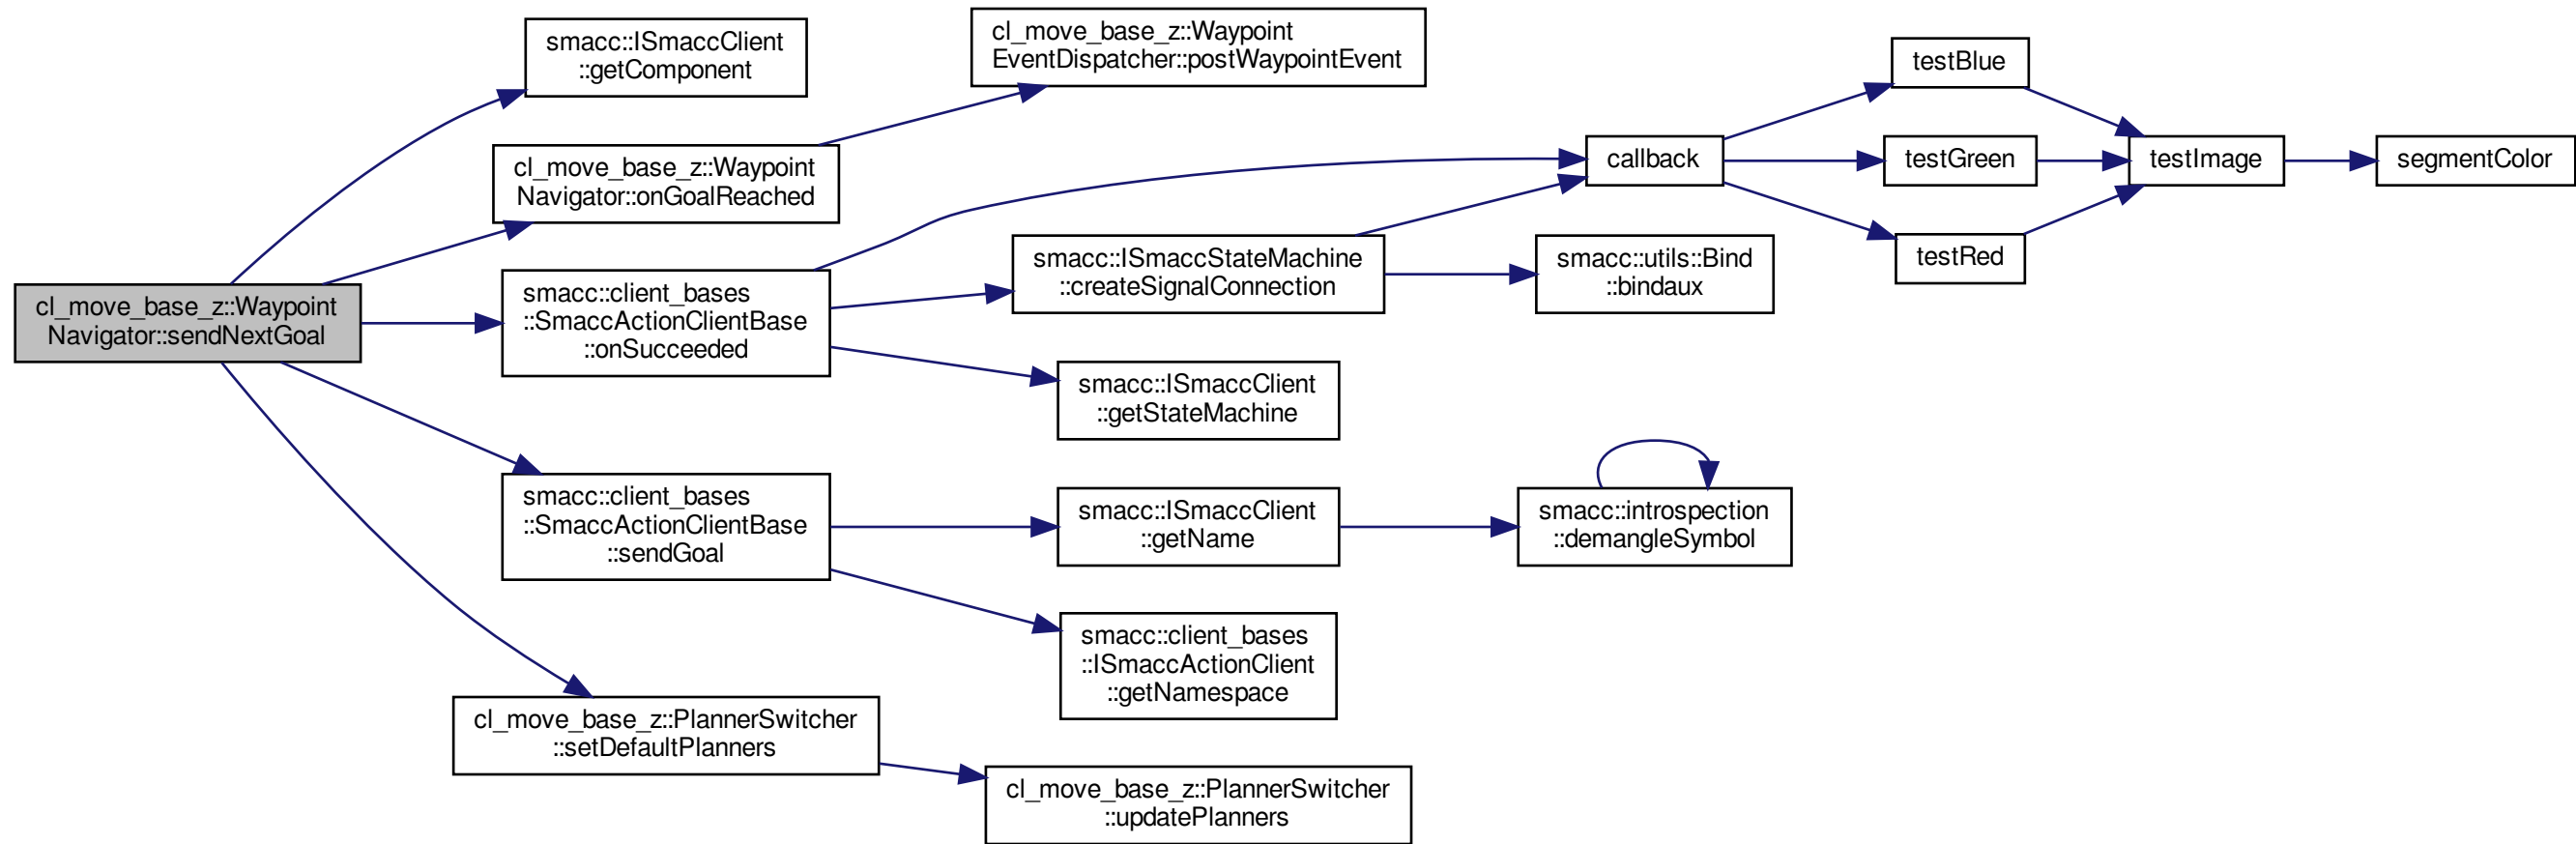 cl_move_base_z::Waypoint
Navigator::sendNextGoal
smacc::ISmaccClient
::getComponent
cl_move_base_z::Waypoint
Navigator::onGoalReached
smacc::client_bases
::SmaccActionClientBase
::onSucceeded
smacc::client_bases
::SmaccActionClientBase
::sendGoal
cl_move_base_z::PlannerSwitcher
::setDefaultPlanners
cl_move_base_z::Waypoint
EventDispatcher::postWaypointEvent
smacc::ISmaccStateMachine
::createSignalConnection
smacc::ISmaccClient
::getStateMachine
smacc::ISmaccClient
::getName
smacc::client_bases
::ISmaccActionClient
::getNamespace
cl_move_base_z::PlannerSwitcher
::updatePlanners
callback
smacc::utils::Bind
::bindaux
smacc::introspection
::demangleSymbol
testBlue
testGreen
testRed
testImage
segmentColor